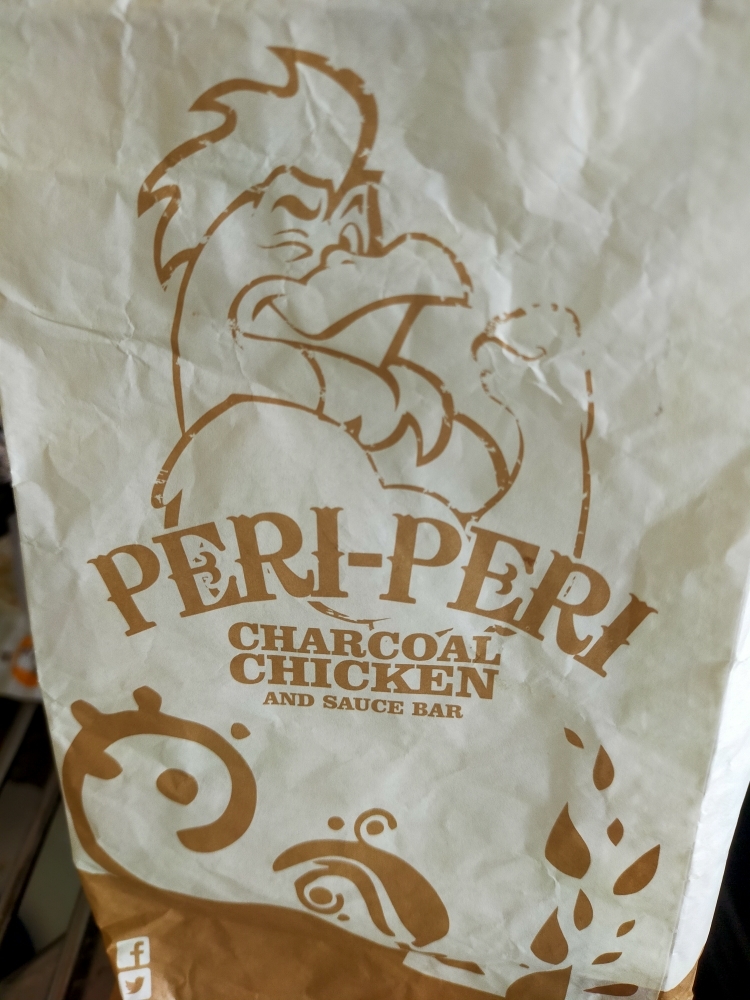 PERI-PERI
CHARCOAL
CHICKEN
AND SAUCE BAR